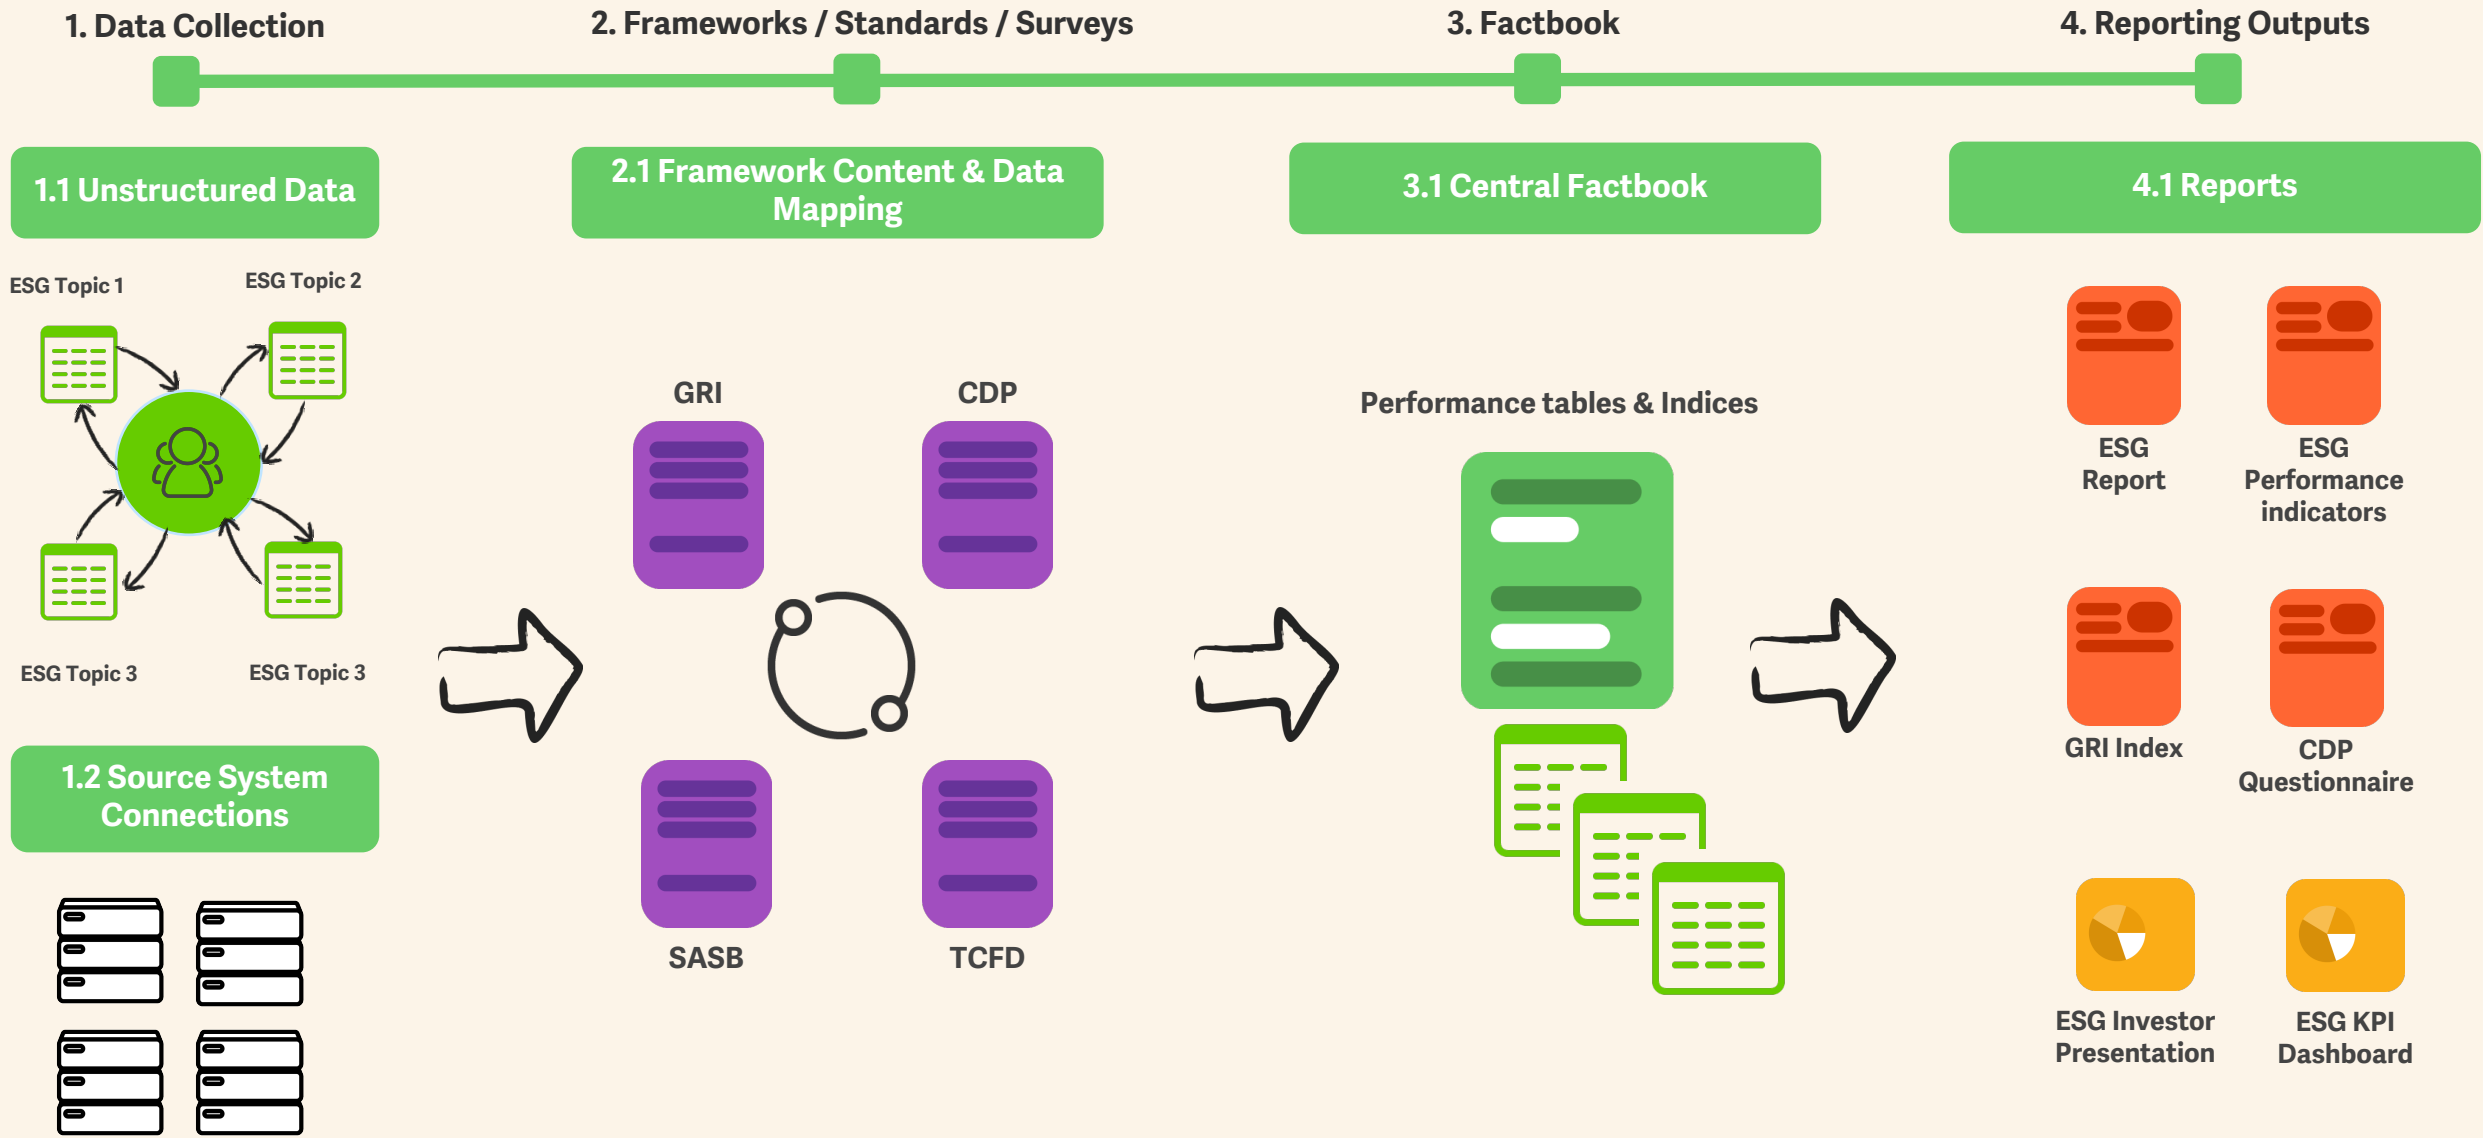 1. Data Collection
2. Frameworks / Standards / Surveys
3. Factbook
4. Reporting Outputs
1.1 Unstructured Data
2.1 Framework Content & Data
Mapping
3.1 Central Factbook
4.1 Reports
ESG Topic 1
ESG Topic 2
ESG Topic 3
ESG Topic 3
1.2 Source System
Connections
GRI
CDP
SASB
TCFD
Performance tables & Indices
ESG
Report
ESG
Performance
indicators
GRI Index
CDP
Questionnaire
ESG Investor
Presentation
ESG KPI
Dashboard